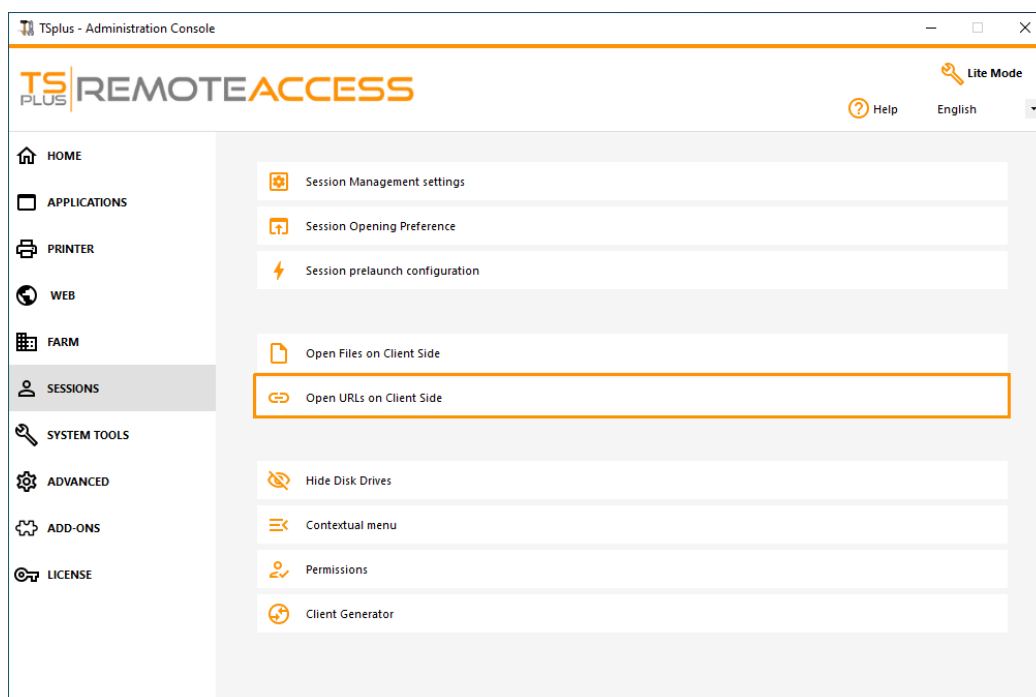 TSplus - Administration Console
TS PLUS REMOTEACCESS
Lite Mode
Help English
HOME
APPLICATIONS
PRINTER
WEB
FARM
SESSIONS
SYSTEM TOOLS
ADVANCED
ADD-ONS
LICENSE
Session Management settings
Session Opening Preference
Session prelaunch configuration
Open Files on Client Side
Open URLs on Client Side
Hide Disk Drives
Contextual menu
Permissions
Client Generator